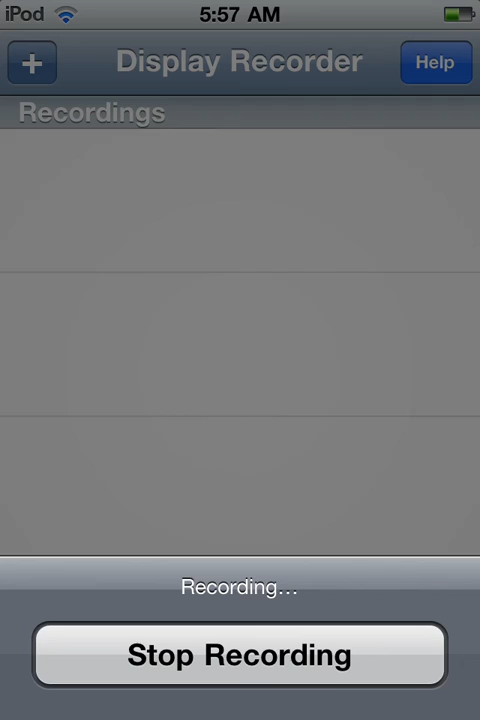 iPod 5:57 AM
+ Display Recorder Help
Recordings
Recording...
Stop Recording